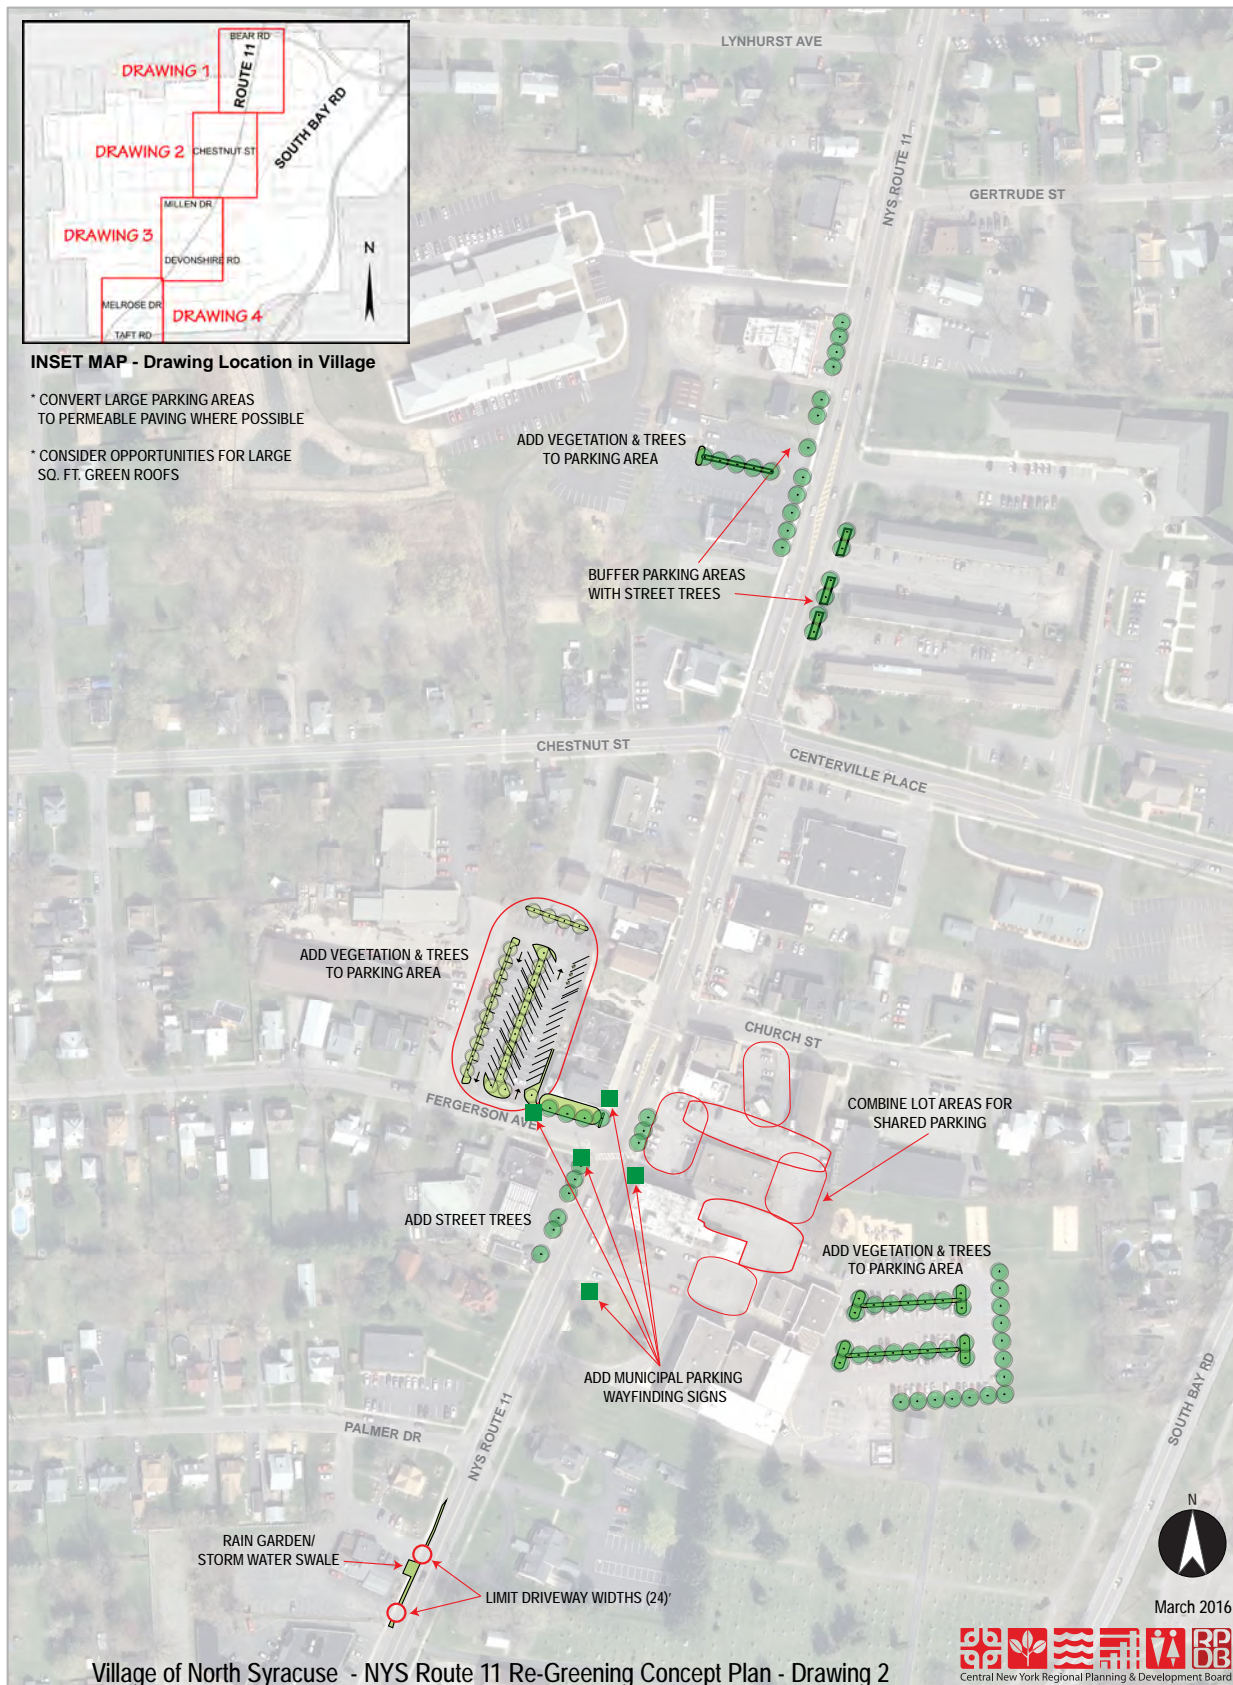 LYNHURST AVE
BEAR RD
DRAWING 1
ROUTE 11
SOUTH BAY RD
DRAWING 2
CHESTNUT ST
MILLEN DR
DRAWING 3
DEVONSHIRE RD
N
MELROSE DR
DRAWING 4
TAFT RD
INSET MAP - Drawing Location in Village
* CONVERT LARGE PARKING AREAS
TO PERMEABLE PAVING WHERE POSSIBLE
* CONSIDER OPPORTUNITIES FOR LARGE
SQ. FT. GREEN ROOFS
NYS ROUTE 11
GERTRUDE ST
ADD VEGETATION & TREES
TO PARKING AREA
BUFFER PARKING AREAS
WITH STREET TREES
CHESTNUT ST
CENTERVILLE PLACE
ADD VEGETATION & TREES
TO PARKING AREA
CHURCH ST
FERGERSON AVE
COMBINE LOT AREAS FOR
SHARED PARKING
ADD STREET TREES
ADD VEGETATION & TREES
TO PARKING AREA
ADD MUNICIPAL PARKING
WAYFINDING SIGNS
PALMER DR
NYS ROUTE 11
SOUTH BAY RD
RAIN GARDEN/
STORM WATER SWALE
LIMIT DRIVEWAY WIDTHS (24)'
N
March 2016
RP
DB
Central New York Regional Planning & Development Board
Village of North Syracuse - NYS Route 11 Re-Greening Concept Plan - Drawing 2